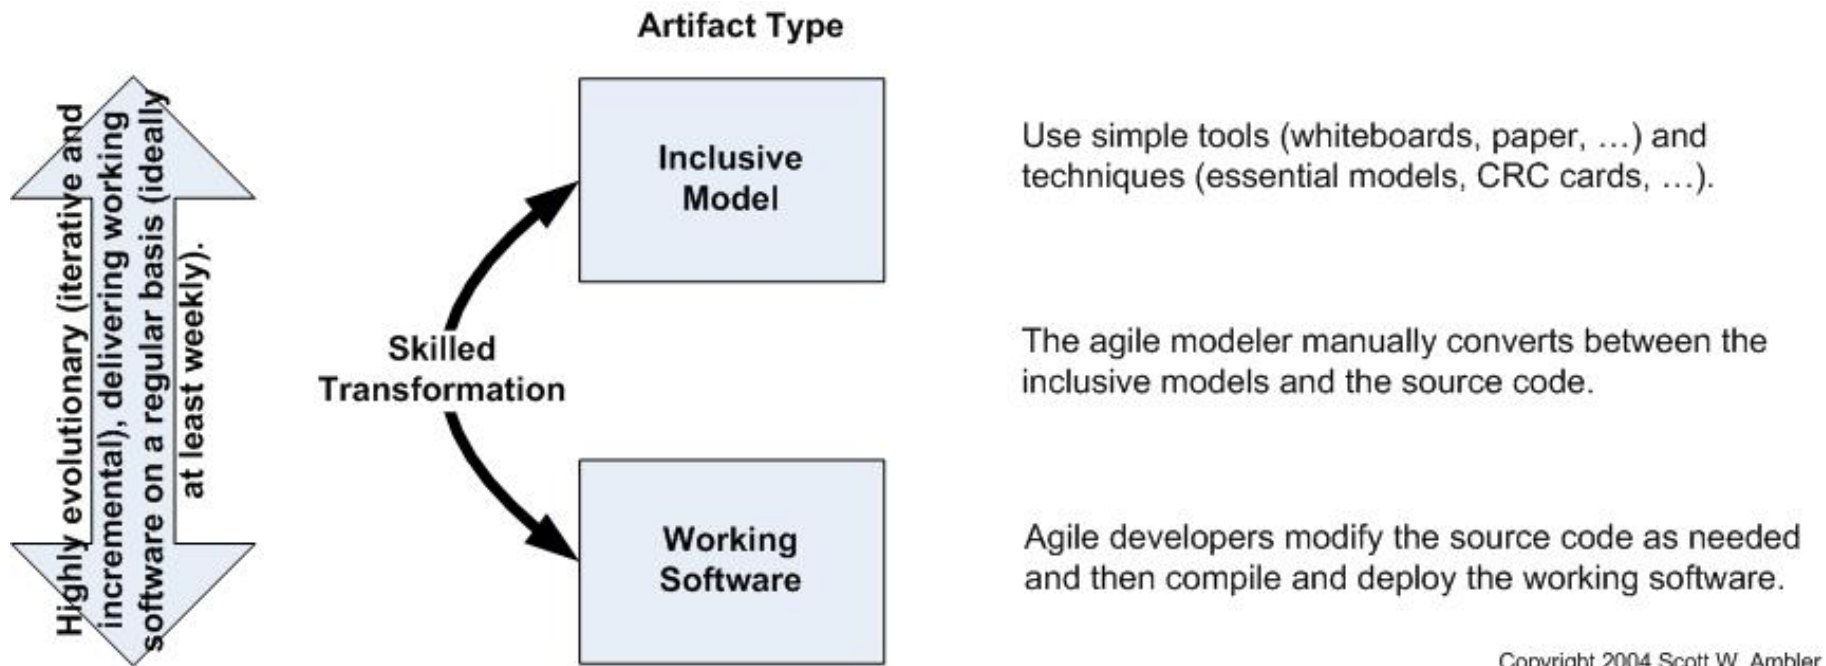 Artifact Type
Highly evolutionary (iterative and
incremental), delivering working
software on a regular basis (ideally
at least weekly).
Inclusive
Model
Use simple tools (whiteboards, paper, …) and
techniques (essential models, CRC cards, …).
Skilled
Transformation
The agile modeler manually converts between the
inclusive models and the source code.
Working
Software
Agile developers modify the source code as needed
and then compile and deploy the working software.
Copyright 2004 Scott W. Ambler